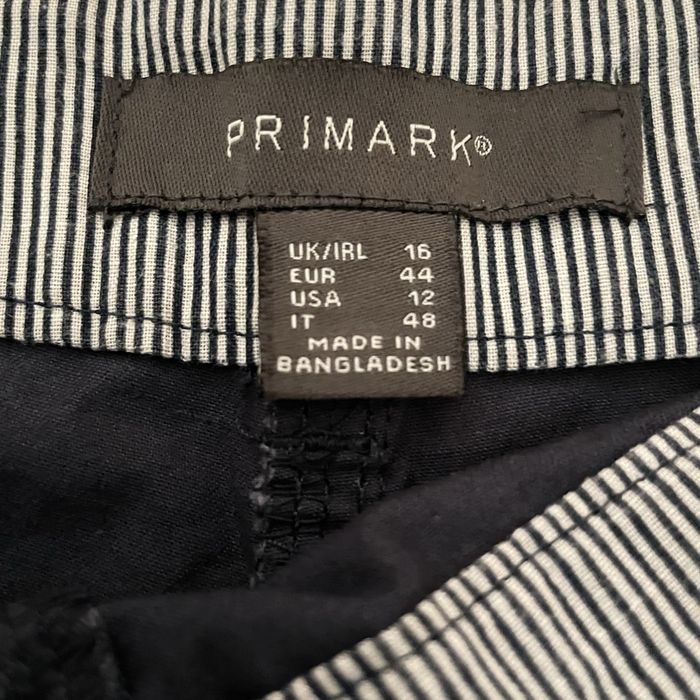 PRIMARK®
UK/IRL 16
EUR 44
USA 12
IT 48
MADE IN
BANGLADESH